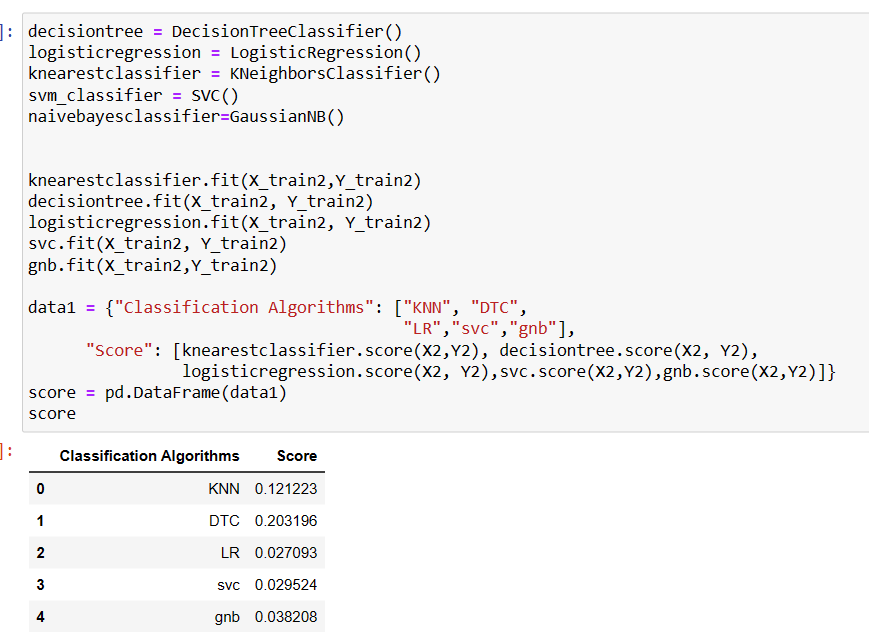 ]:
decisiontree = DecisionTreeClassifier()
logisticregression = LogisticRegression()
knearestclassifier = KNeighborsClassifier()
svm_classifier = SVC()
naivebayesclassifier=GaussianNB()
knearestclassifier.fit(X_train2,Y_train2)
decisiontree.fit(X_train2, Y_train2)
logisticregression.fit(X_train2, Y_train2)
svc.fit(X_train2, Y_train2)
gnb.fit(X_train2,Y_train2)
data1 = {"Classification Algorithms": ["KNN", "DTC",
"LR","svc","gnb"],
"Score": [knearestclassifier.score(X2,Y2), decisiontree.score(X2, Y2),
logisticregression.score(X2, Y2),svc.score(X2,Y2),gnb.score(X2,Y2)]}
score = pd.DataFrame(data1)
score
]:
Classification Algorithms Score
0 KNN 0.121223
1 DTC 0.203196
2 LR 0.027093
3 svc 0.029524
4 gnb 0.038208